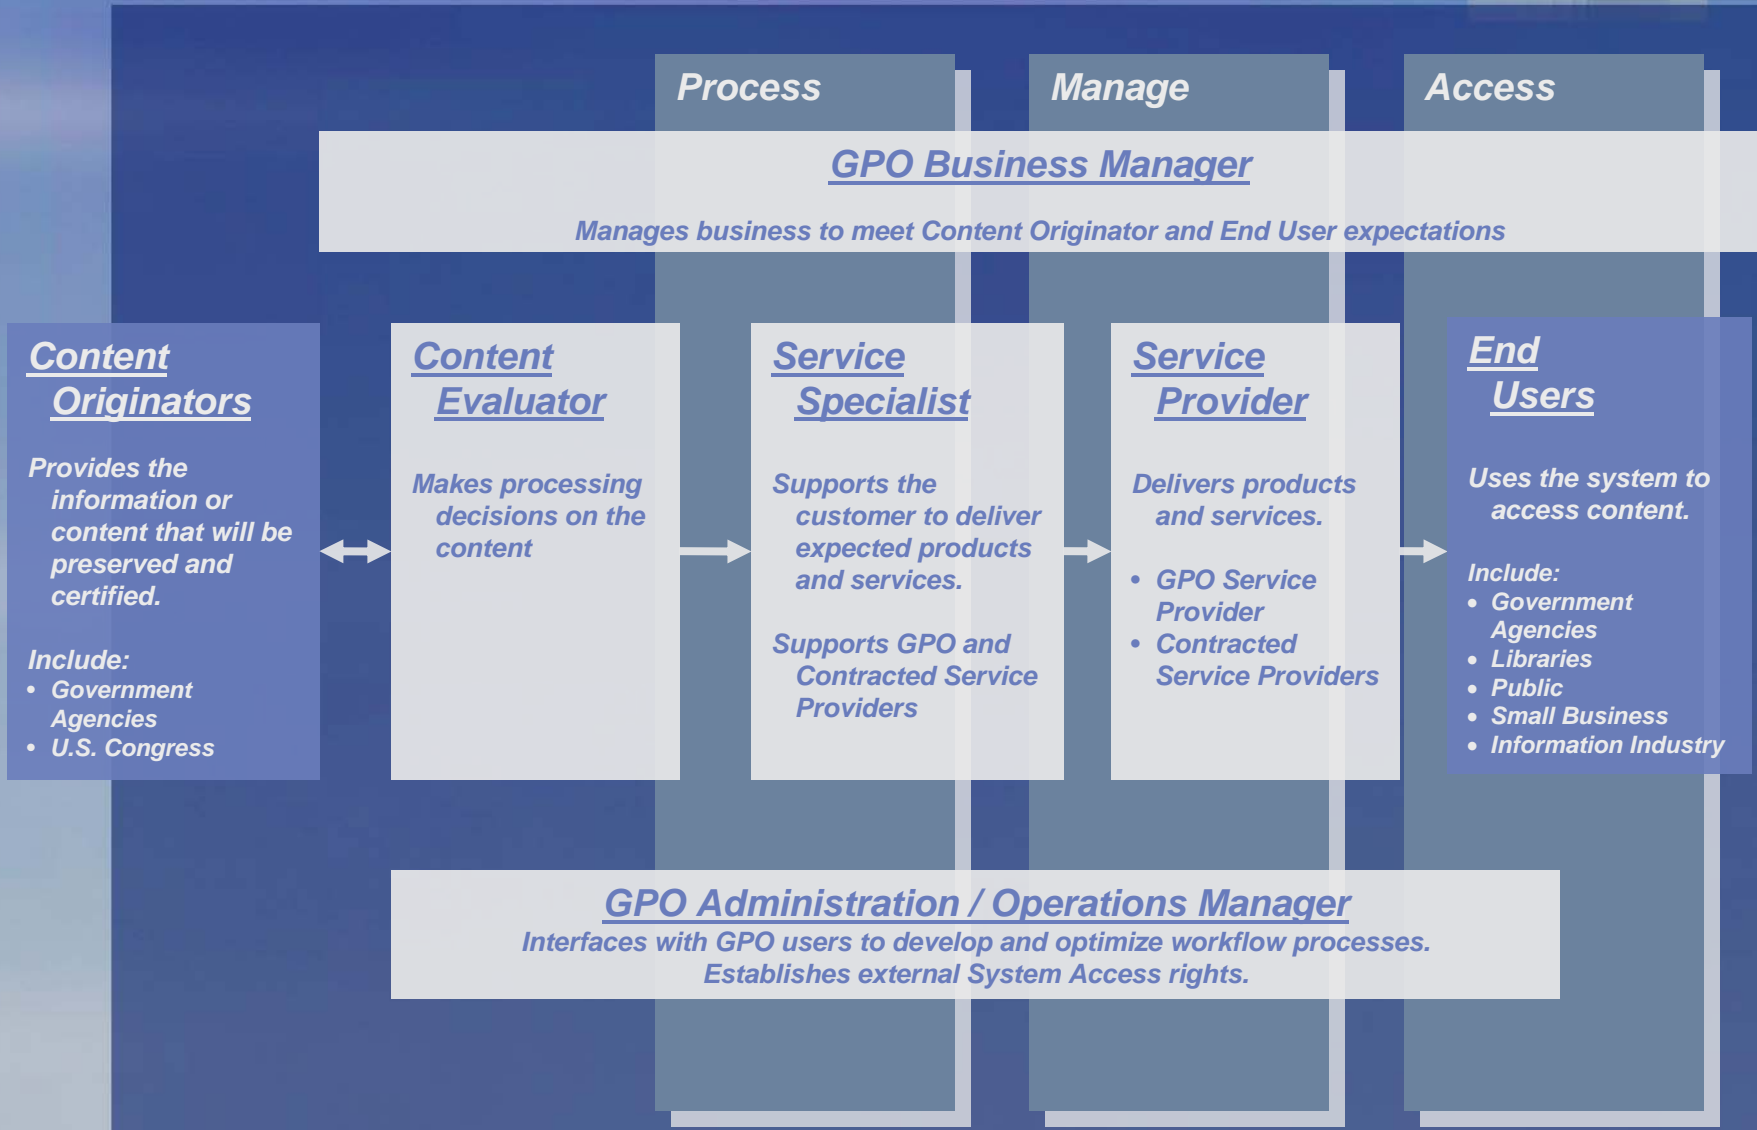 Process
Manage
Access
GPO Business Manager
Manages business to meet Content Originator and End User expectations
Content
Originators
Provides the
information or
content that will be
preserved and
certified.
Include:
• Government
Agencies
• U.S. Congress
Content
Evaluator
Makes processing
decisions on the
content
Service
Specialist
Supports the
customer to deliver
expected products
and services.
Supports GPO and
Contracted Service
Providers
Service
Provider
Delivers products
and services.
• GPO Service
Provider
• Contracted
Service Providers
End
Users
Uses the system to
access content.
Include:
• Government
Agencies
• Libraries
• Public
• Small Business
• Information Industry
GPO Administration / Operations Manager
Interfaces with GPO users to develop and optimize workflow processes.
Establishes external System Access rights.